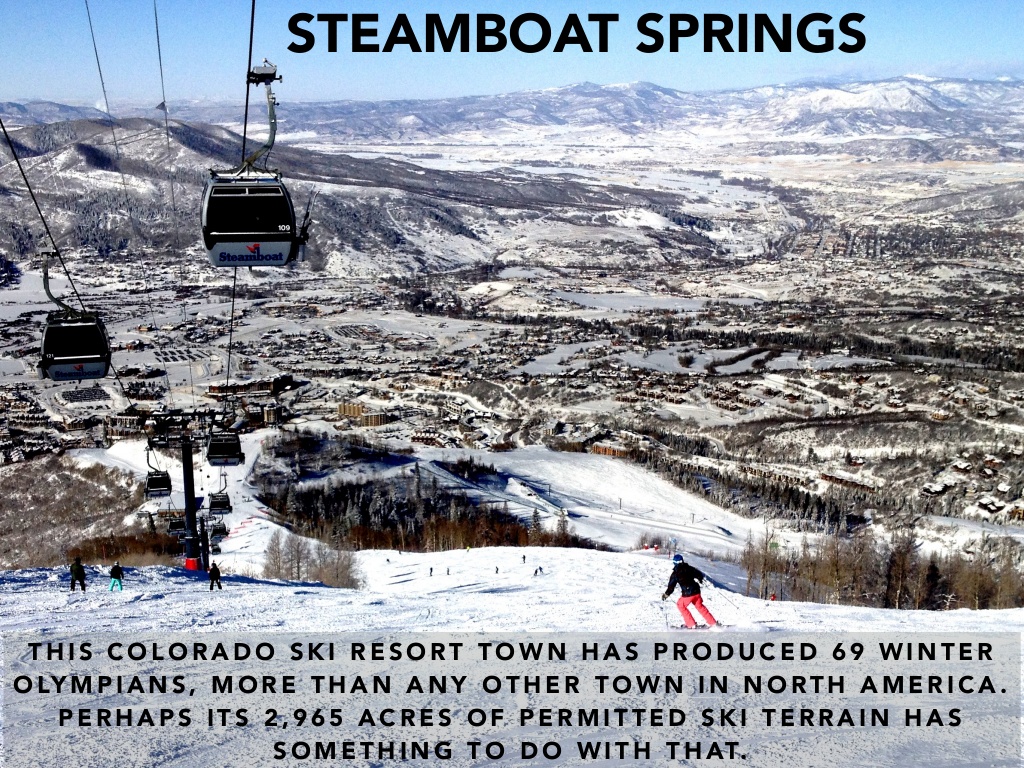 STEAMBOAT SPRINGS
109
Steamboat
121
THIS COLORADO SKI RESORT TOWN HAS PRODUCED 69 WINTER
OLYMPIANS, MORE THAN ANY OTHER TOWN IN NORTH AMERICA.
PERHAPS ITS 2,965 ACRES OF PERMITTED SKI TERRAIN HAS
SOMETHING TO DO WITH THAT.